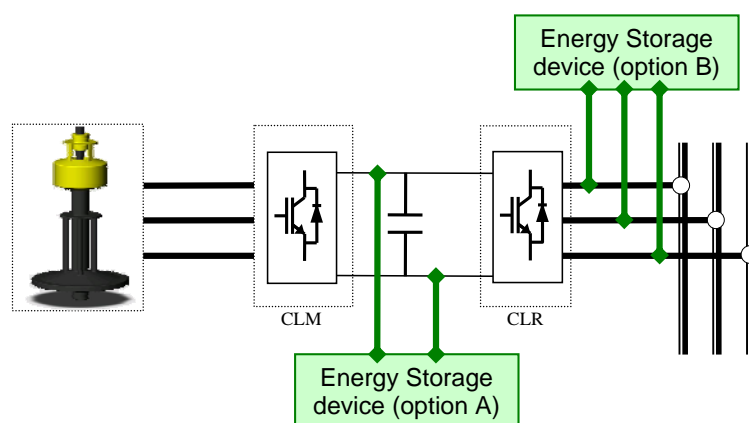 Energy Storage
device (option B)
CLM
CLR
Energy Storage
device (option A)